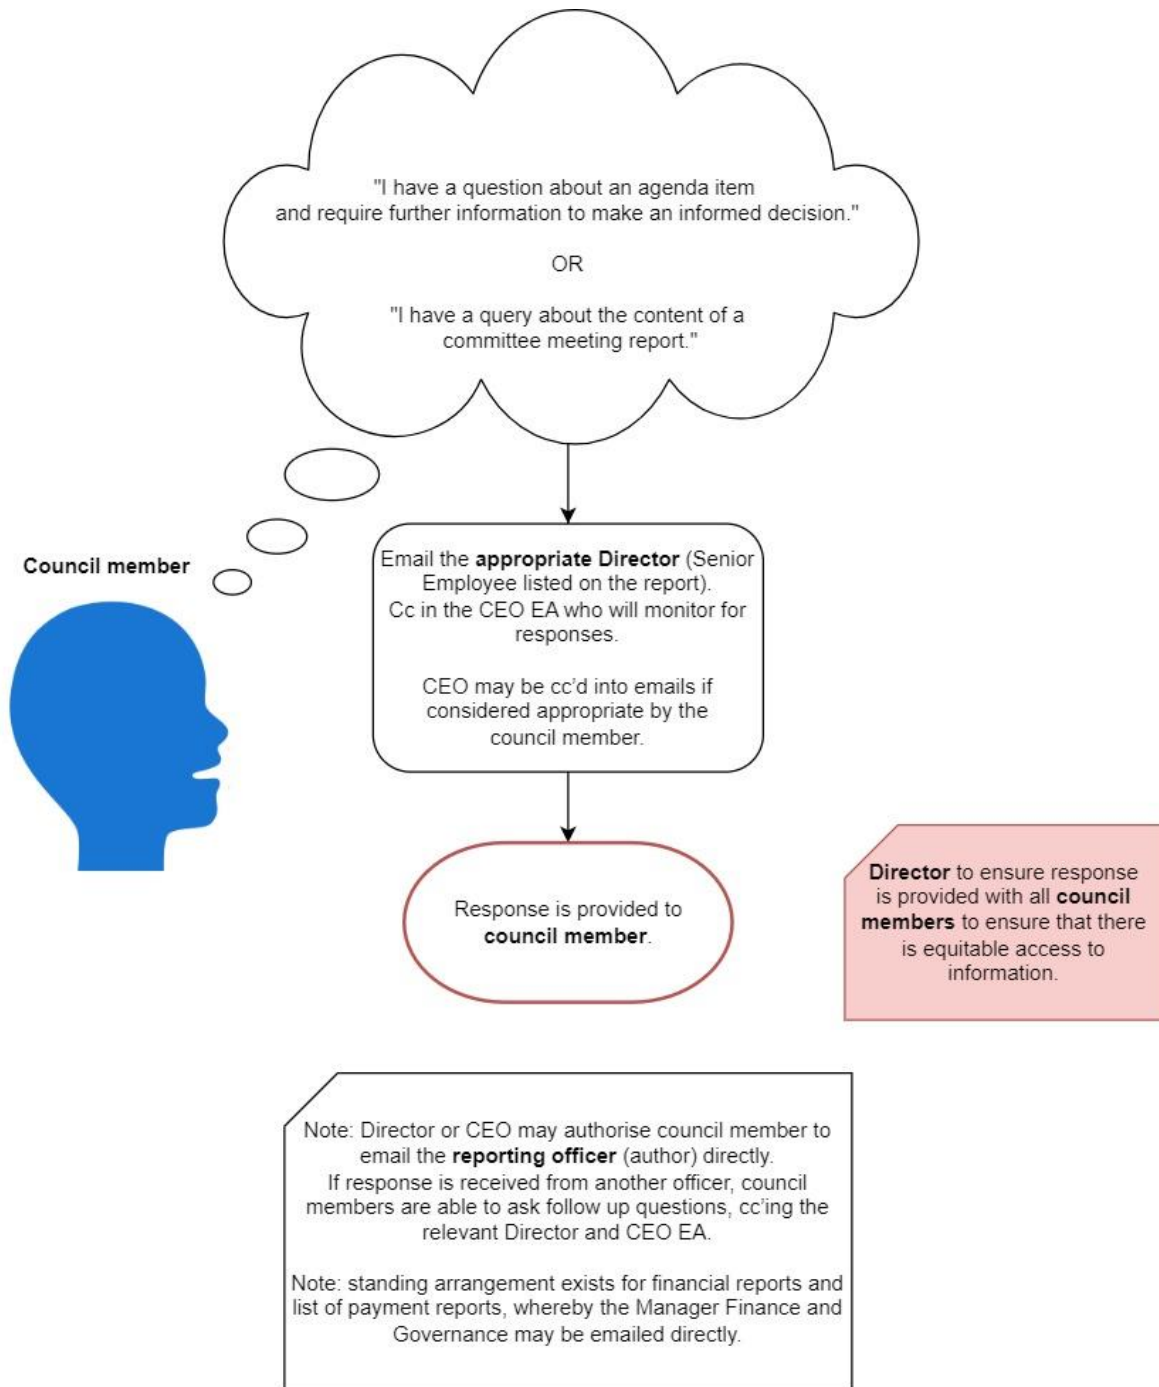 "I have a question about an agenda item
and require further information to make an informed decision."
OR
"I have a query about the content of a
committee meeting report."
Council member
Email the appropriate Director (Senior
Employee listed on the report).
Cc in the CEO EA who will monitor for
responses.
CEO may be cc'd into emails if
considered appropriate by the
council member.
Response is provided to
council member.
Director to ensure response
is provided with all council
members to ensure that there
is equitable access to
information.
Note: Director or CEO may authorise council member to
email the reporting officer (author) directly.
If response is received from another officer, council
members are able to ask follow up questions, cc'ing the
relevant Director and CEO EA.
Note: standing arrangement exists for financial reports and
list of payment reports, whereby the Manager Finance and
Governance may be emailed directly.